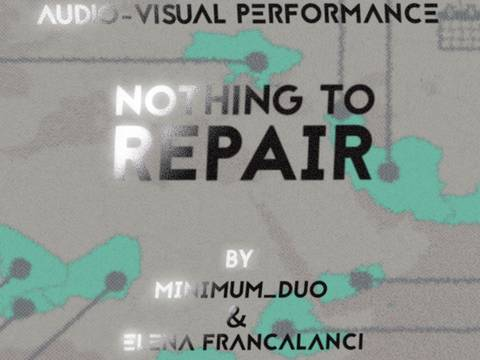 AUDIO-VISUAL PERFORMANCE
NOTHING TO
REPAIR
BY
MINIMUM_DUO
&
ELENA FRANCALANCI